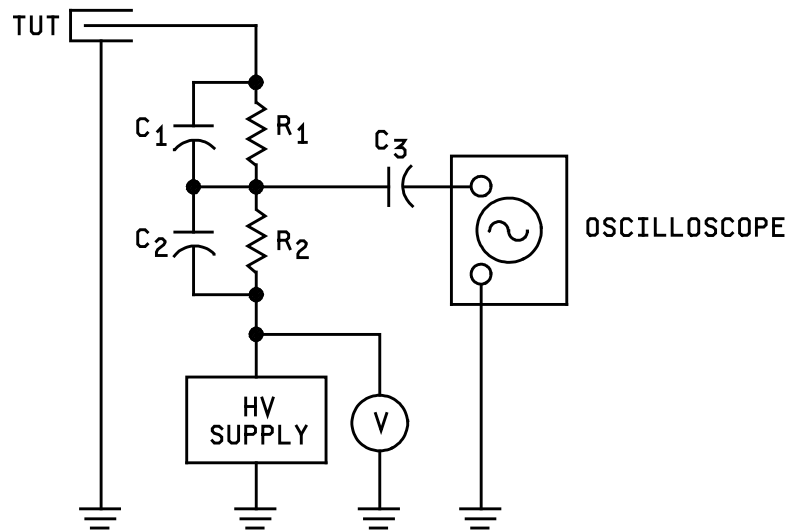 TUT
C1
R1
C3
C2
R2
OSCILLOSCOPE
HV
SUPPLY
V